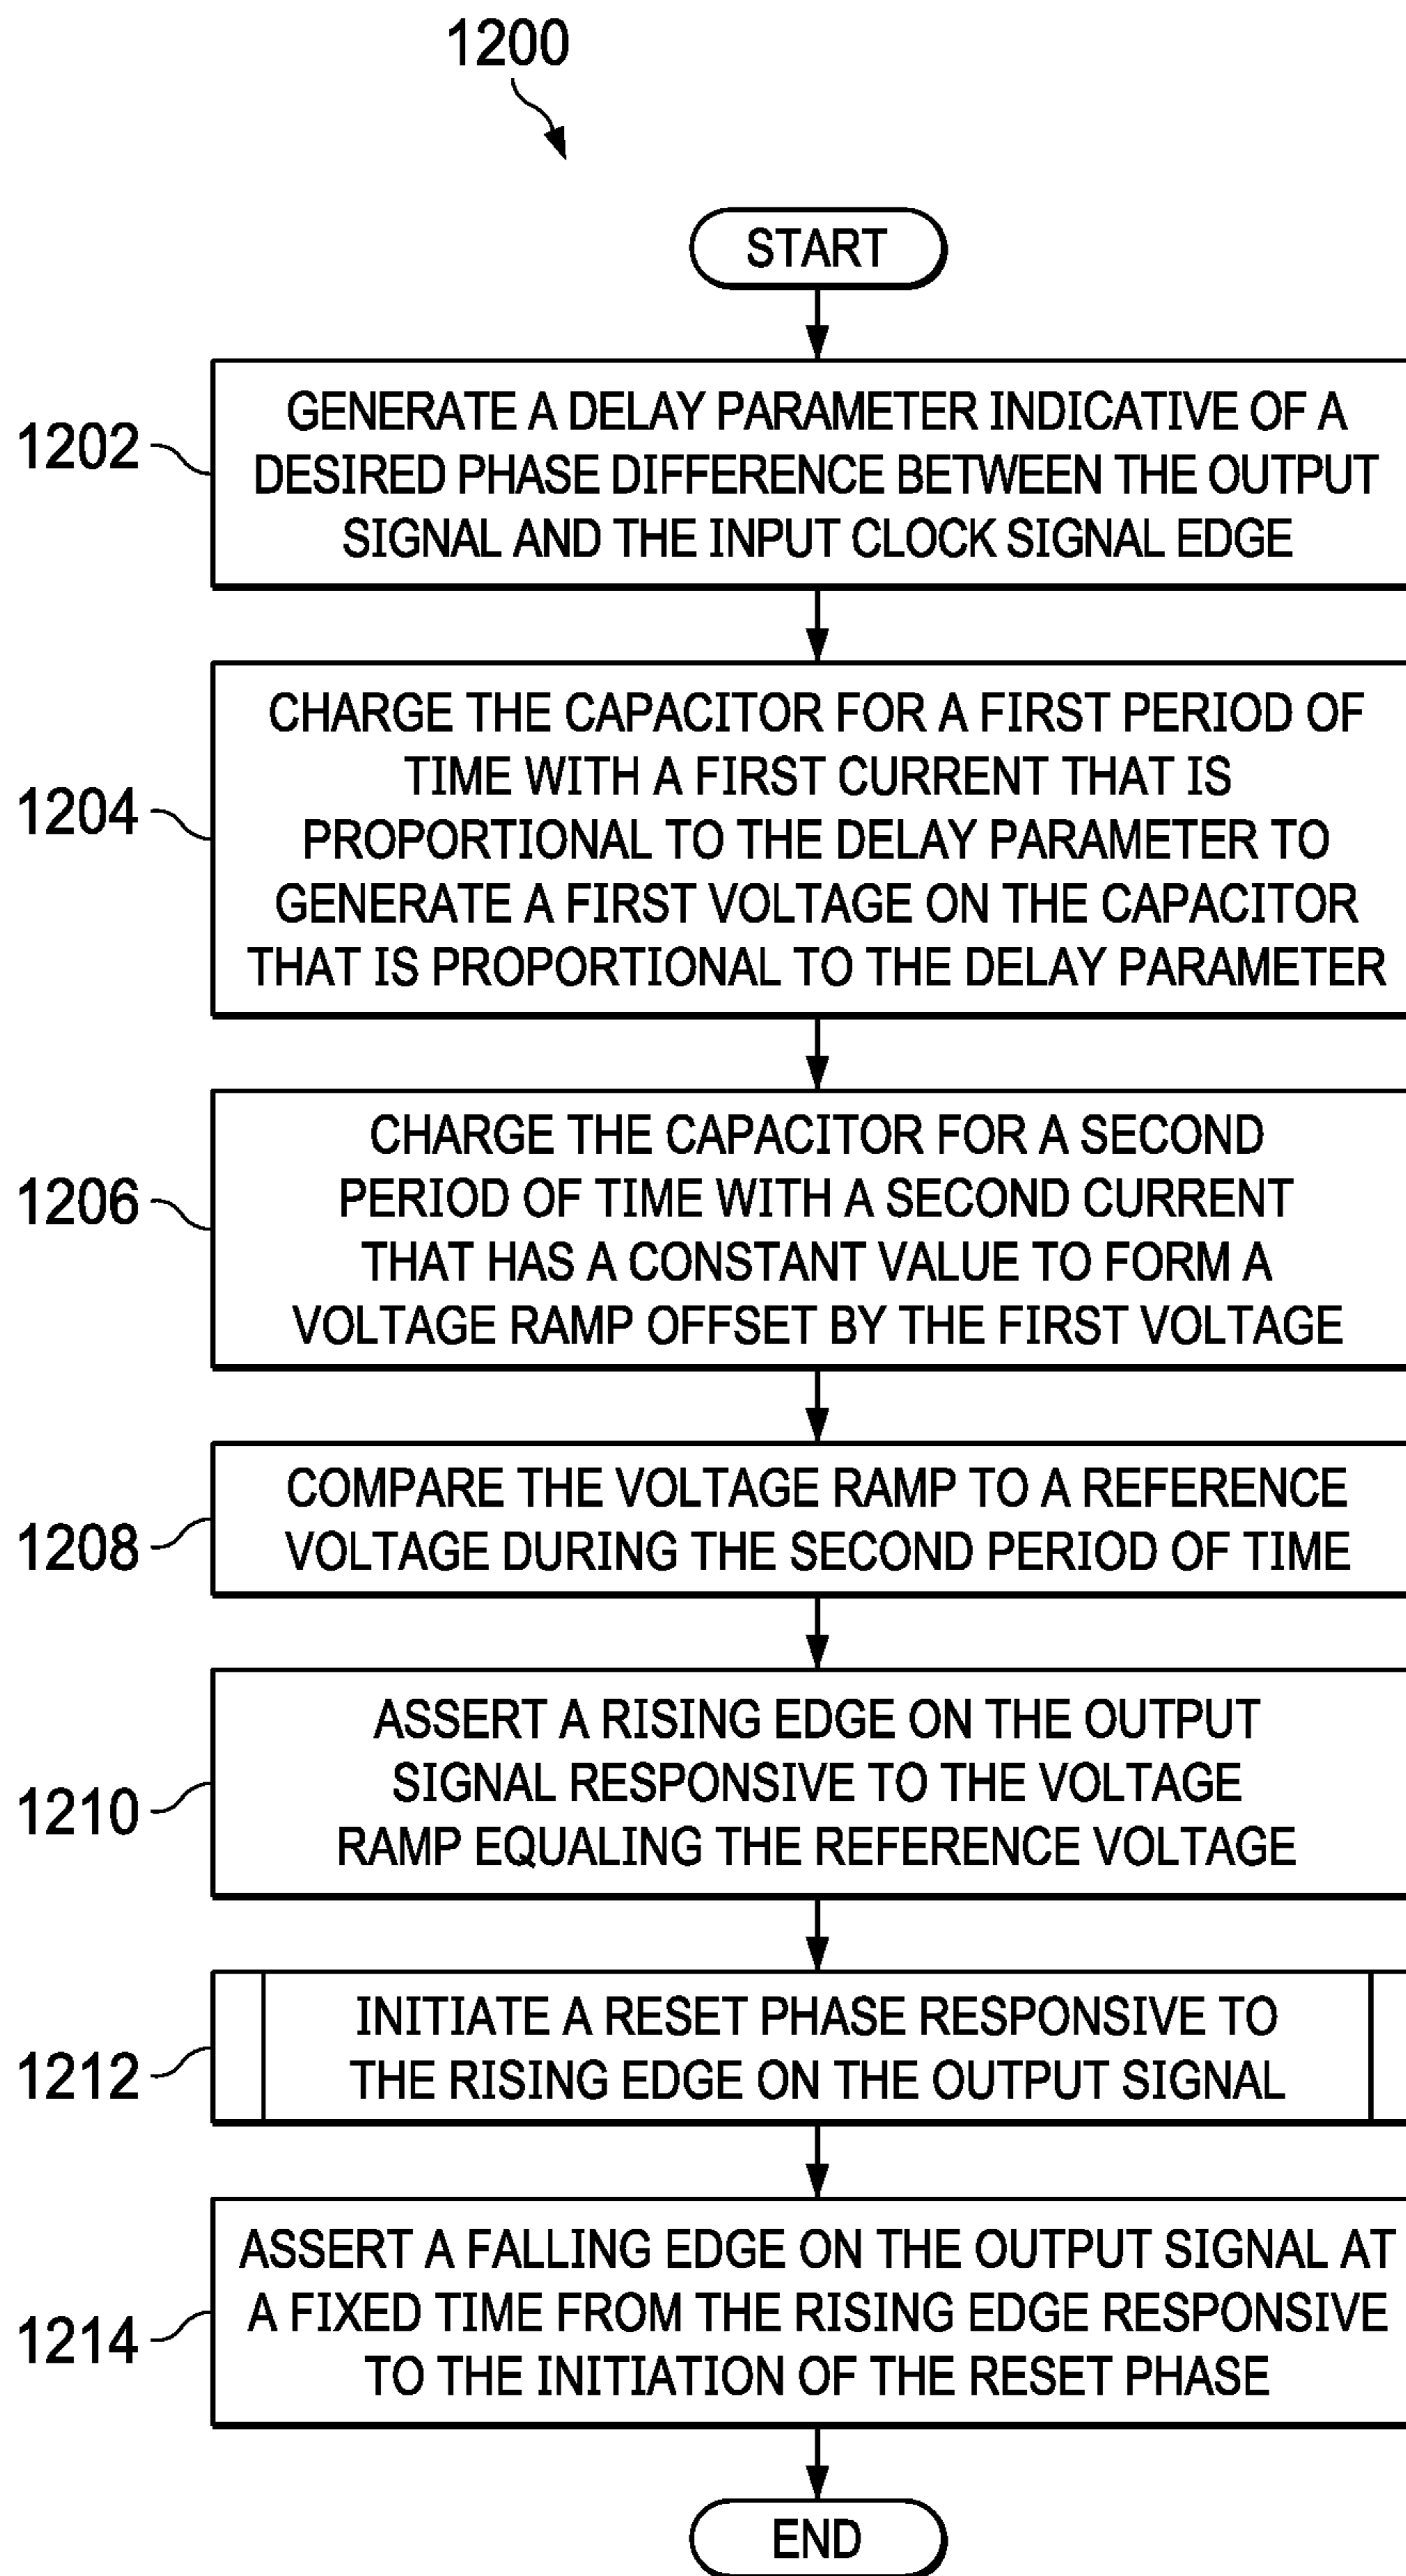 1200
START
1202
GENERATE A DELAY PARAMETER INDICATIVE OF A
DESIRED PHASE DIFFERENCE BETWEEN THE OUTPUT
SIGNAL AND THE INPUT CLOCK SIGNAL EDGE
1204
CHARGE THE CAPACITOR FOR A FIRST PERIOD OF
TIME WITH A FIRST CURRENT THAT IS
PROPORTIONAL TO THE DELAY PARAMETER TO
GENERATE A FIRST VOLTAGE ON THE CAPACITOR
THAT IS PROPORTIONAL TO THE DELAY PARAMETER
1206
CHARGE THE CAPACITOR FOR A SECOND
PERIOD OF TIME WITH A SECOND CURRENT
THAT HAS A CONSTANT VALUE TO FORM A
VOLTAGE RAMP OFFSET BY THE FIRST VOLTAGE
1208
COMPARE THE VOLTAGE RAMP TO A REFERENCE
VOLTAGE DURING THE SECOND PERIOD OF TIME
1210
ASSERT A RISING EDGE ON THE OUTPUT
SIGNAL RESPONSIVE TO THE VOLTAGE
RAMP EQUALING THE REFERENCE VOLTAGE
1212
INITIATE A RESET PHASE RESPONSIVE TO
THE RISING EDGE ON THE OUTPUT SIGNAL
1214
ASSERT A FALLING EDGE ON THE OUTPUT SIGNAL AT
A FIXED TIME FROM THE RISING EDGE RESPONSIVE
TO THE INITIATION OF THE RESET PHASE
END